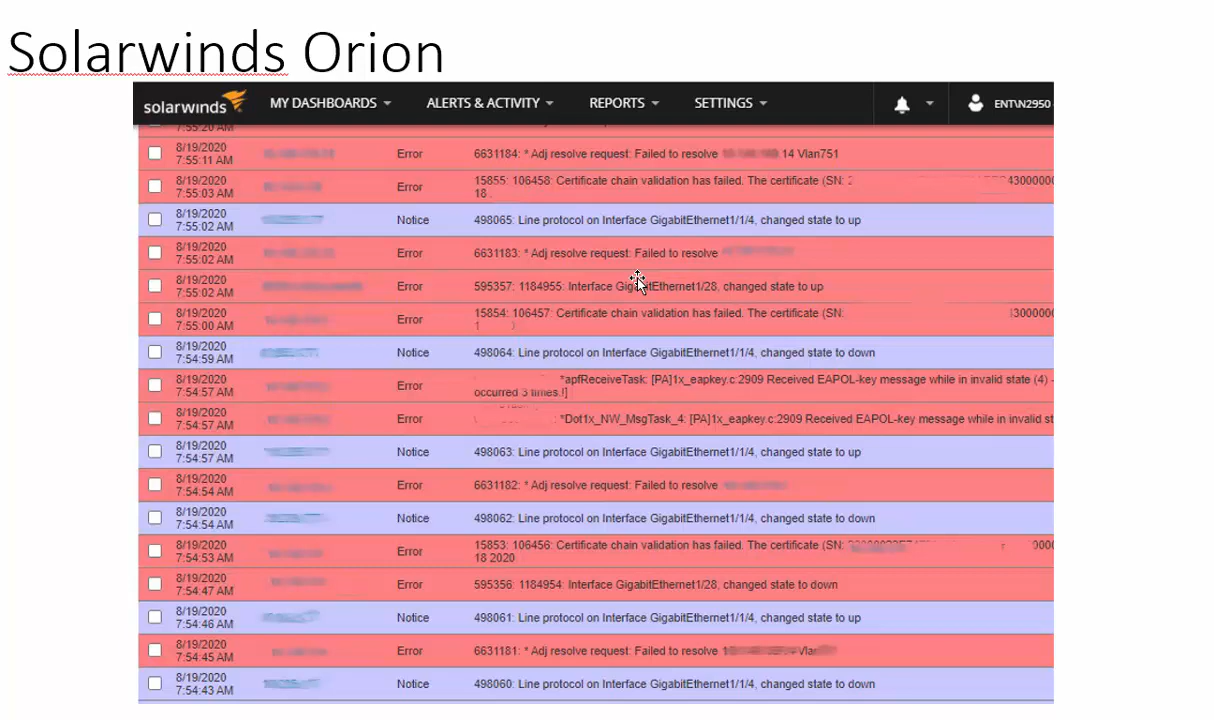 Solarwinds Orion
solarwinds MY DASHBOARDS ALERTS & ACTIVITY REPORTS SETTINGS ENT\N2950
7:55:20 AM
8/19/2020
7:55:11 AM Error 6631184: * Adj resolve request: Failed to resolve .14 Vlan751
8/19/2020 Error 15855: 106458: Certificate chain validation has failed. The certificate (SN: 2 4300000
7:55:03 AM 18
8/19/2020
7:55:02 AM Notice 498065: Line protocol on Interface GigabitEthernet1/1/4, changed state to up
8/19/2020
7:55:02 AM Error 6631183: * Adj resolve request: Failed to resolve
8/19/2020
7:55:02 AM Error 595357: 1184955: Interface GigabitEthernet1/28, changed state to up
8/19/2020 Error 15854: 106457: Certificate chain validation has failed. The certificate (SN: 300000
7:55:00 AM 1 )
8/19/2020
7:54:59 AM Notice 498064: Line protocol on Interface GigabitEthernet1/1/4, changed state to down
8/19/2020 Error *apfReceiveTask: [PA]1x_eapkey.c:2909 Received EAPOL-key message while in invalid state (4) -
7:54:57 AM occurred 3 times.!]
8/19/2020
7:54:57 AM Error *Dot1x_NW_MsgTask_4: [PA]1x_eapkey.c:2909 Received EAPOL-key message while in invalid st
8/19/2020
7:54:57 AM Notice 498063: Line protocol on Interface GigabitEthernet1/1/4, changed state to up
8/19/2020
7:54:54 AM Error 6631182: * Adj resolve request: Failed to resolve
8/19/2020
7:54:54 AM Notice 498062: Line protocol on Interface GigabitEthernet1/1/4, changed state to down
8/19/2020 Error 15853: 106456: Certificate chain validation has failed. The certificate (SN:
7:54:53 AM 18 2020
8/19/2020
7:54:47 AM Error 595356: 1184954: Interface GigabitEthernet1/28, changed state to down
8/19/2020
7:54:46 AM Notice 498061: Line protocol on Interface GigabitEthernet1/1/4, changed state to up
8/19/2020
7:54:45 AM Error 6631181: * Adj resolve request: Failed to resolve
8/19/2020
7:54:43 AM Notice 498060: Line protocol on Interface GigabitEthernet1/1/4, changed state to down